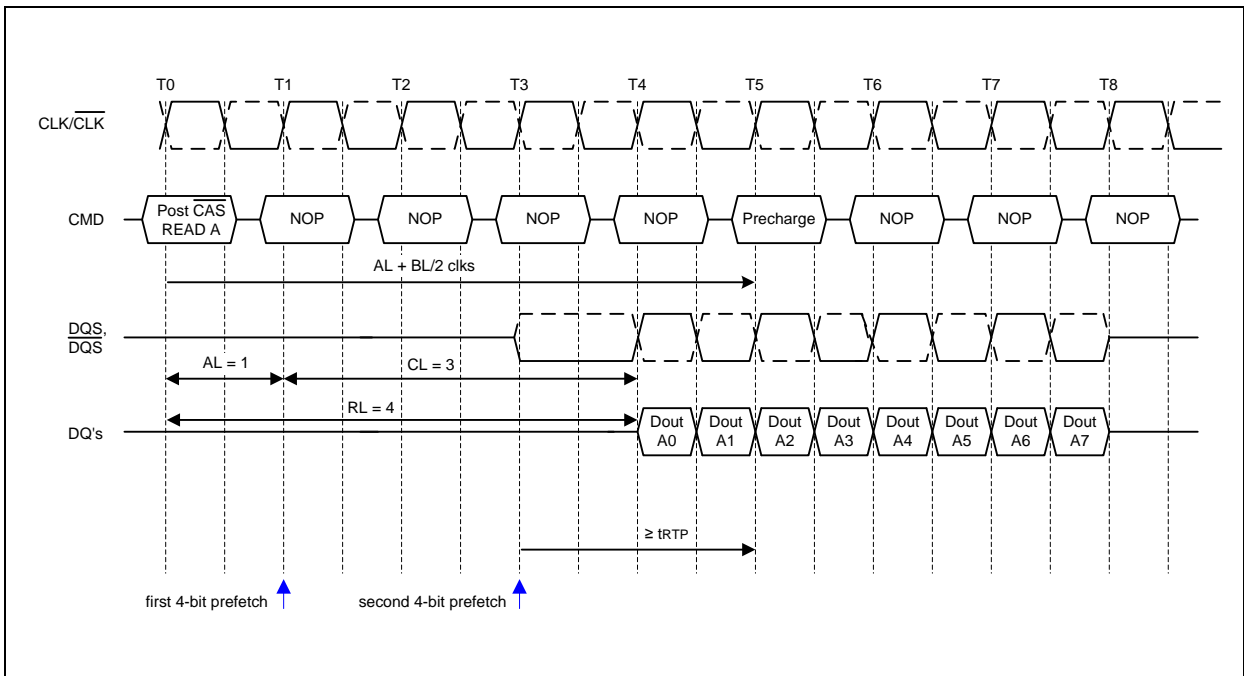 T0 T1 T2 T3 T4 T5 T6 T7 T8
CLK/CLK
CMD
Post CAS
READ A
NOP NOP NOP NOP Precharge NOP NOP NOP
AL + BL/2 clks
DQS,
DQS
AL = 1
CL = 3
RL = 4
DQ's
Dout Dout Dout Dout Dout Dout Dout Dout
A0 A1 A2 A3 A4 A5 A6 A7
≥ tRTP
first 4-bit prefetch
second 4-bit prefetch